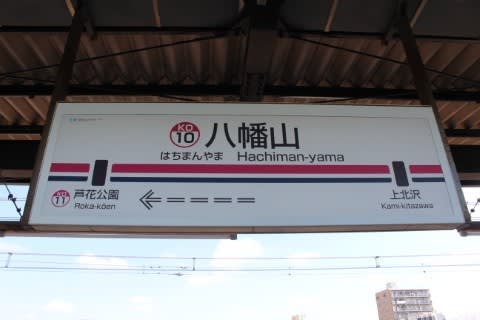 KO
10
八幡山
はちまんやま Hachiman-yama
KO
11
芦花公園
Roka-kōen
上北沢
Kami-kitazawa